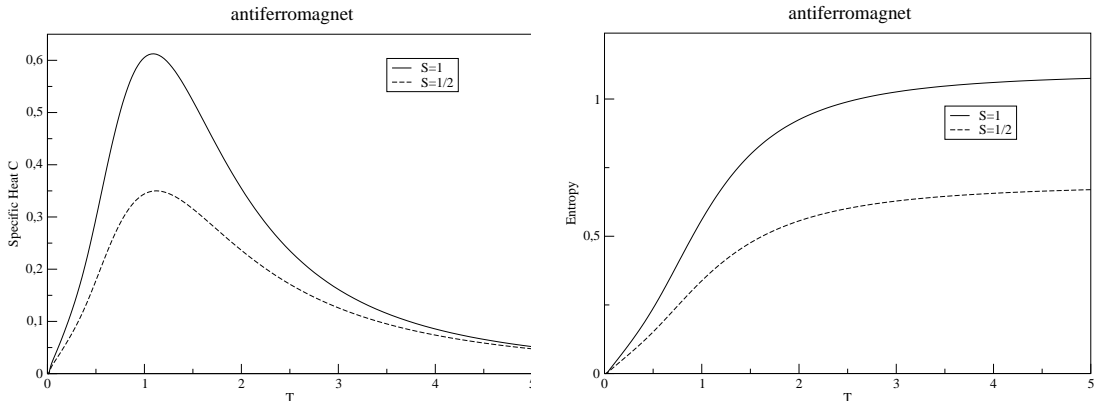 antiferromagnet
Specific Heat C
0,6
0,5
0,4
0,3
0,2
0,1
0
S=1
S=1/2
0 1 2 3 4 5
T
antiferromagnet
Entropy
1
0,5
0
S=1
S=1/2
0 1 2 3 4 5
T